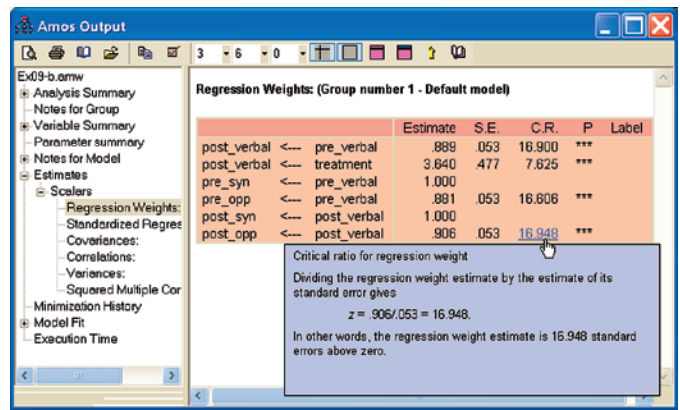 Amos Output
3 6 0
Ex09-b.amw
Analysis Summary
Notes for Group
Variable Summary
Parameter summary
Notes for Model
Estimates
Scalars
Regression Weights:
Standardized Regres
Covariances:
Correlations:
Variances:
Squared Multiple Cor
Minimization History
Model Fit
Execution Time
Regression Weights: (Group number 1 - Default model)
Estimate S.E. C.R. P Label
post_verbal <--- pre_verbal .889 .053 16.900 ***
post_verbal <--- treatment 3.640 .477 7.625 ***
pre_syn <--- pre_verbal 1.000
pre_opp <--- pre_verbal .881 .053 16.606 ***
post_syn <--- post_verbal 1.000
post_opp <--- post_verbal .906 .053 16.948 ***
Critical ratio for regression weight
Dividing the regression weight estimate by the estimate of its
standard error gives
z = .906/.053 = 16.948.
In other words, the regression weight estimate is 16.948 standard
errors above zero.